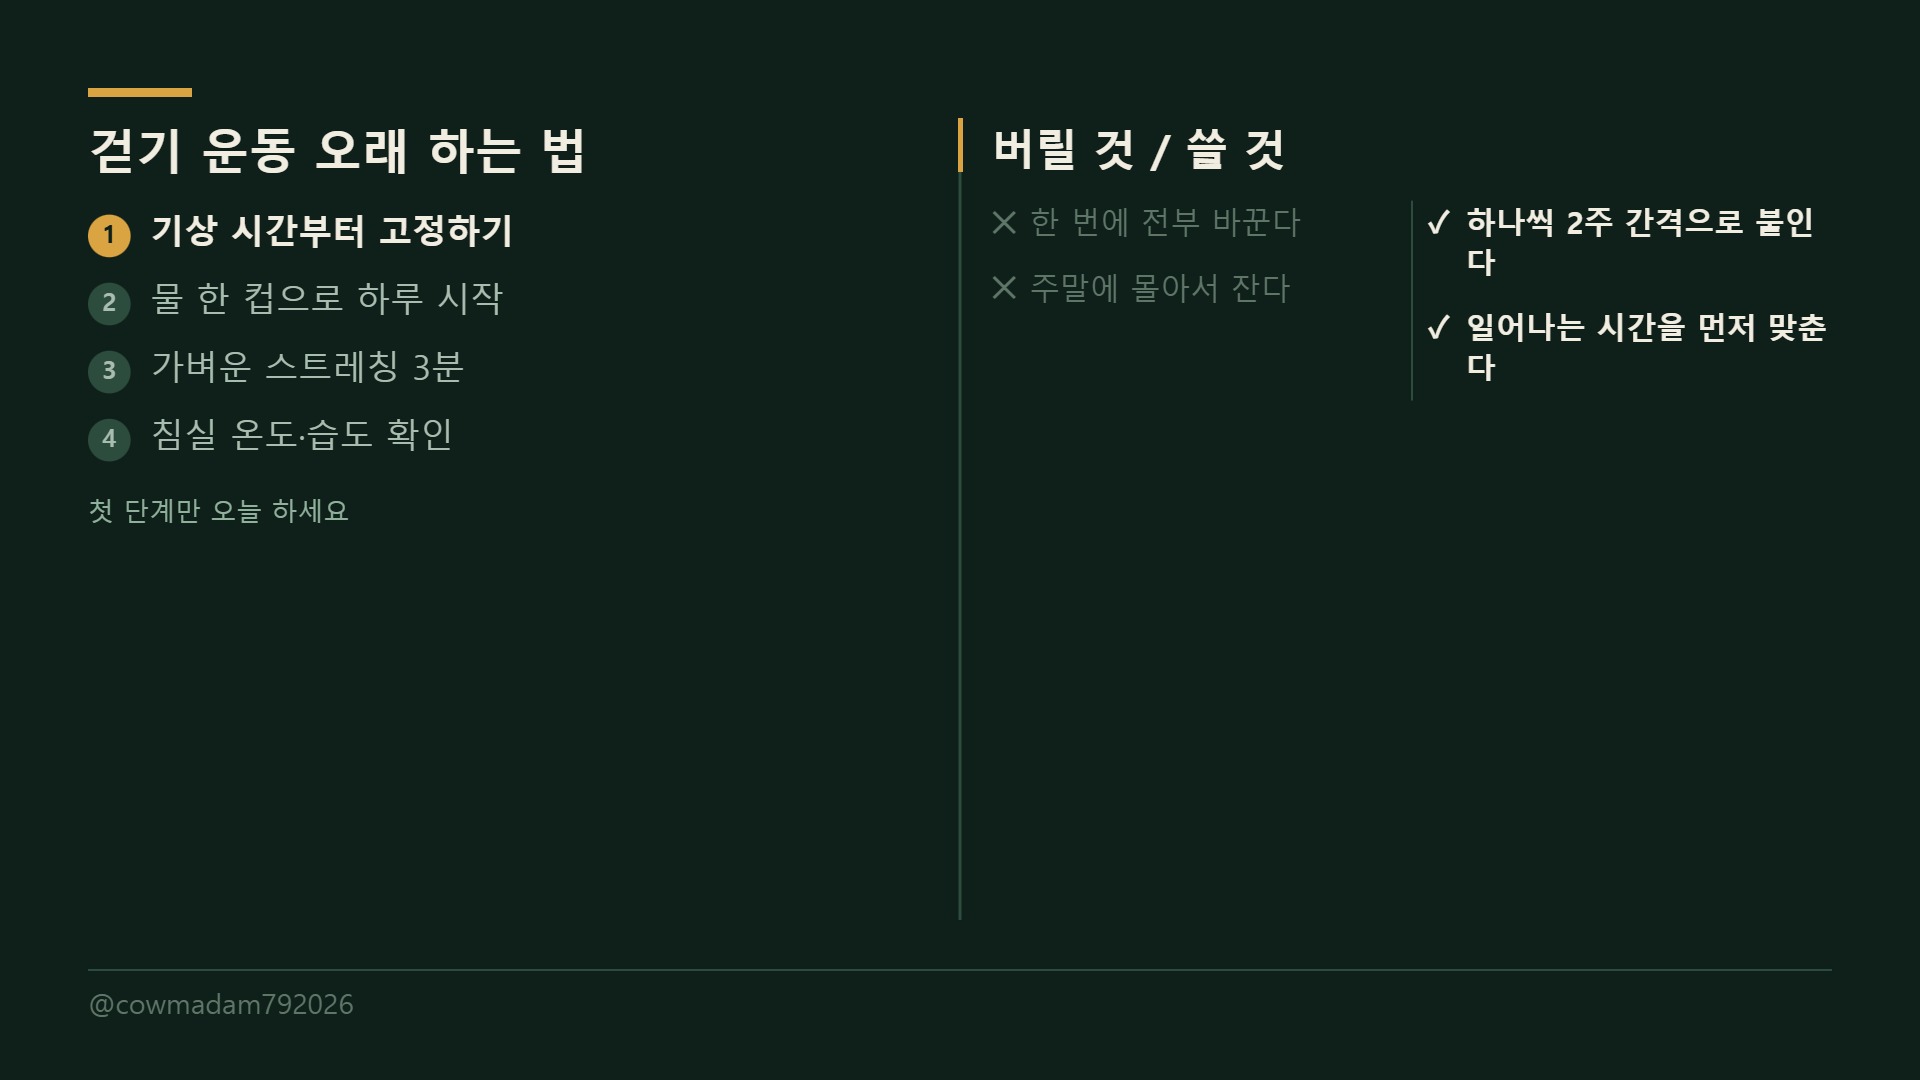 걷기 운동 오래 하는 법
1 기상 시간부터 고정하기
2 물 한 컵으로 하루 시작
3 가벼운 스트레칭 3분
4 침실 온도·습도 확인
첫 단계만 오늘 하세요
버릴 것 / 쓸 것
✕ 한 번에 전부 바꾼다
✕ 주말에 몰아서 잔다
✓ 하나씩 2주 간격으로 붙인
다
✓ 일어나는 시간을 먼저 맞춘
다
@cowmadam792026